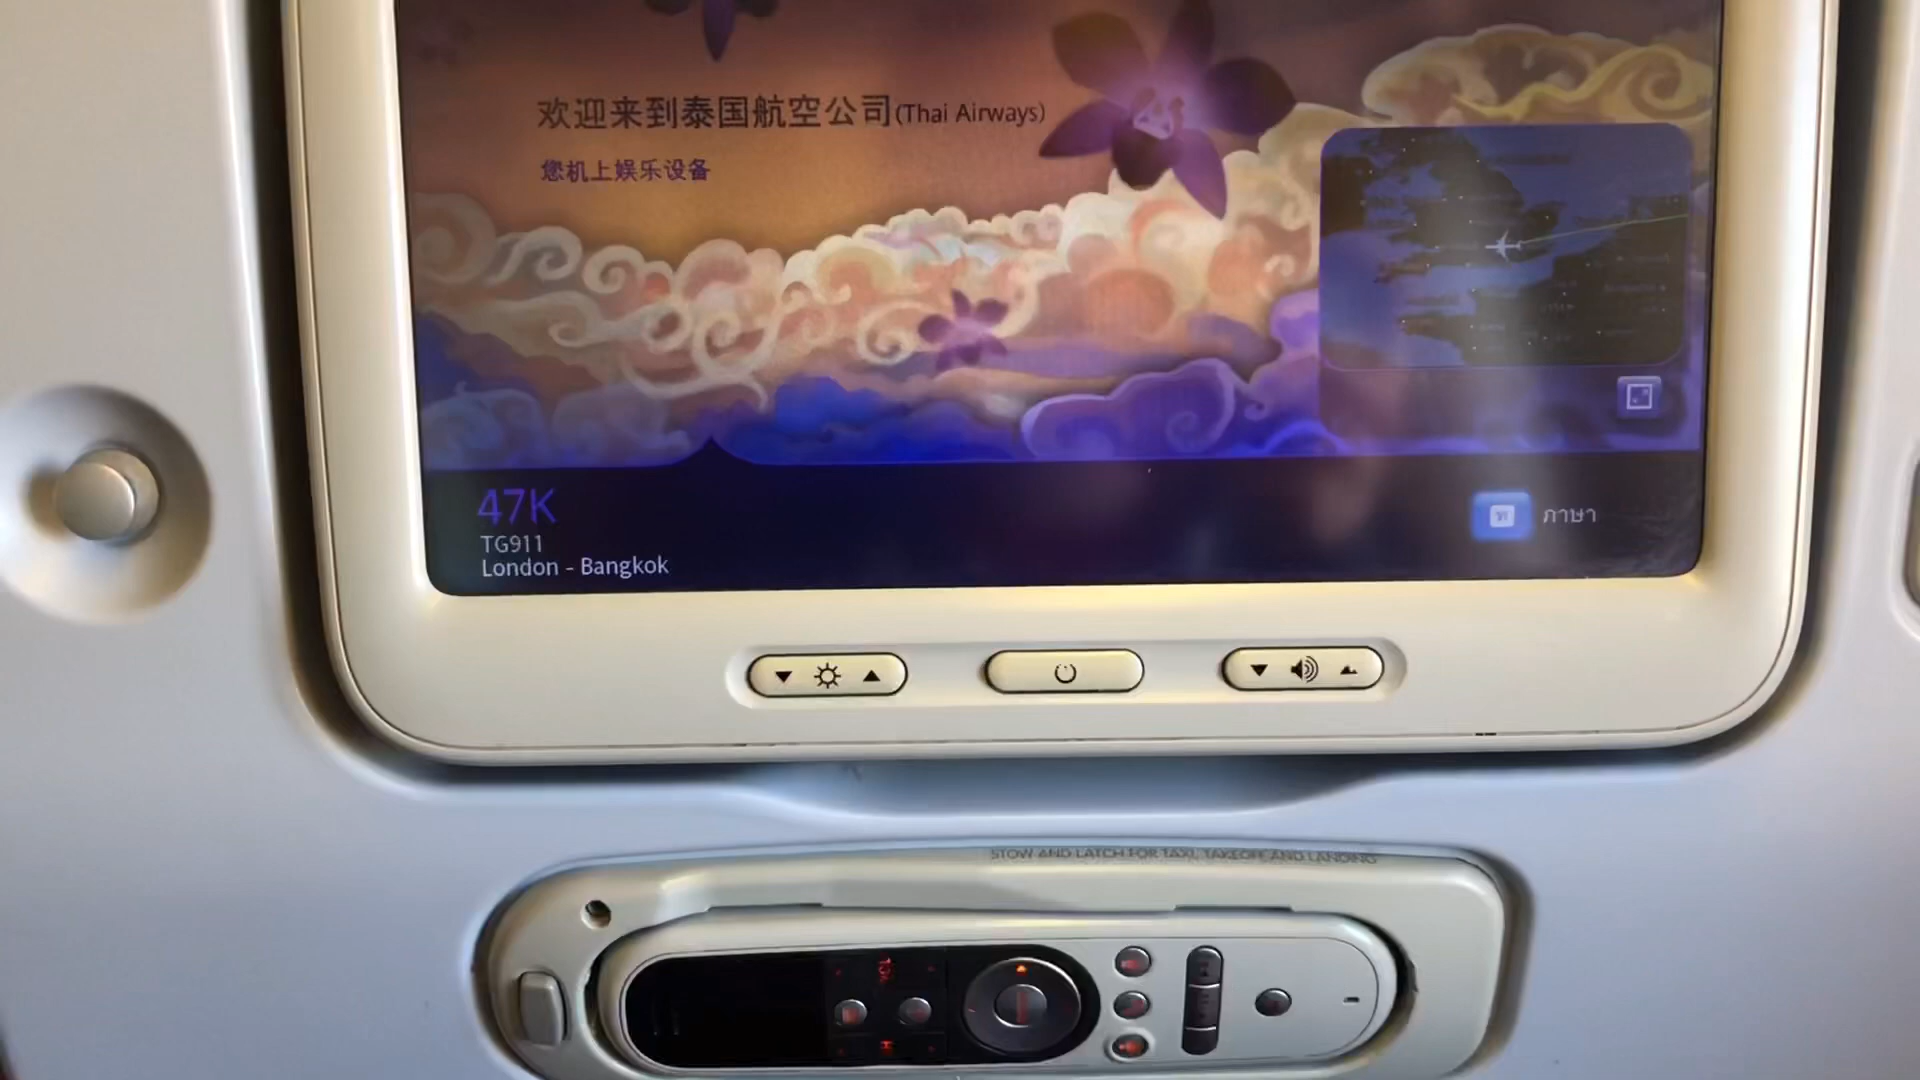 欢迎来到泰国航空公司(Thai Airways)
您机上娱乐设备
47K
TG911
London - Bangkok
ภาษา
STOW AND LATCH FOR TAXI, TAKEOFF AND LANDING